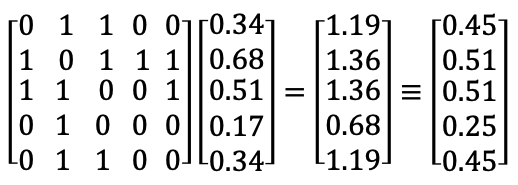 0 1 1 0 0 0.34 1.19 0.45
1 0 1 1 1 0.68 1.36 0.51
1 1 0 0 1 0.51 = 1.36 ≡ 0.51
0 1 0 0 0 0.17 0.68 0.25
0 1 1 0 0 0.34 1.19 0.45